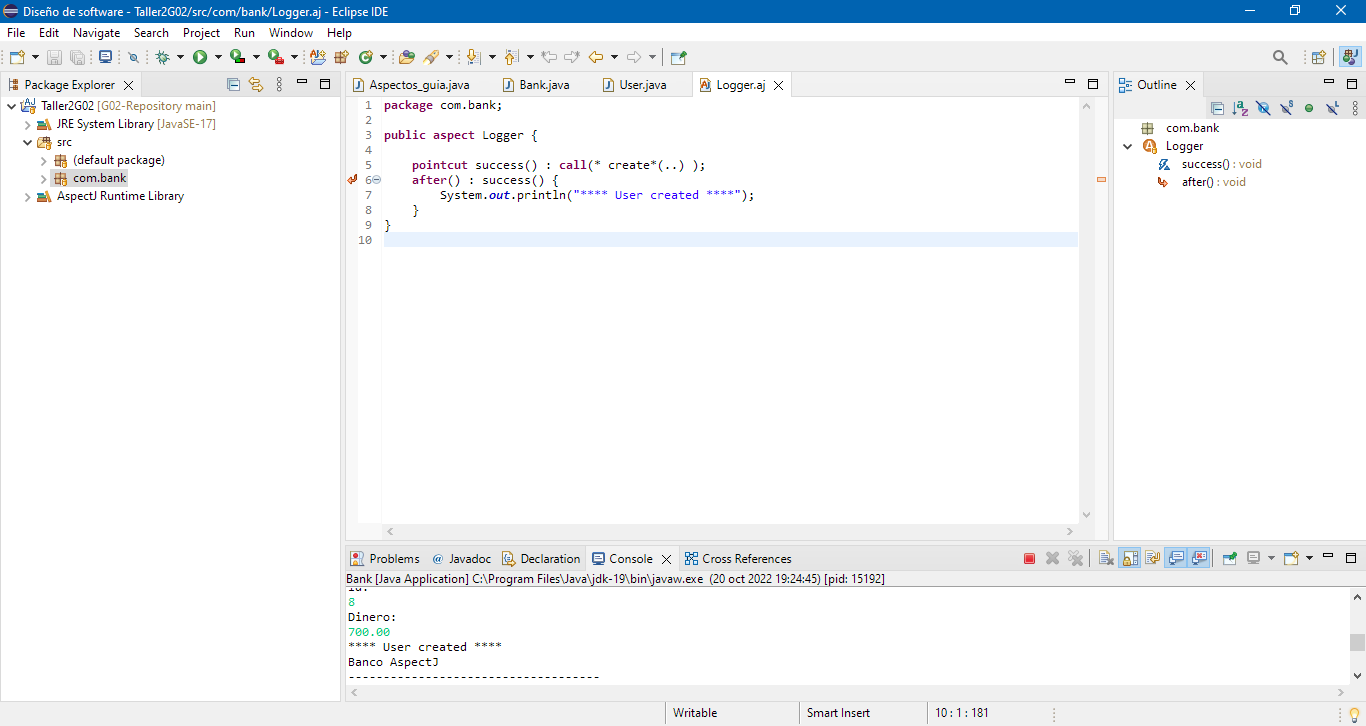 Diseño de software - Taller2G02/src/com/bank/Logger.aj - Eclipse IDE
File Edit Navigate Search Project Run Window Help
Package Explorer
Taller2G02 [G02-Repository main]
JRE System Library [JavaSE-17]
src
(default package)
com.bank
AspectJ Runtime Library
Aspectos_guia.java Bank.java User.java Logger.aj
1 package com.bank;
2
3 public aspect Logger {
4
5 pointcut success() : call(* create*(..) );
6 after() : success() {
7 System.out.println("**** User created ****");
8 }
9 }
10
Outline
com.bank
Logger
success() : void
after() : void
Problems @ Javadoc Declaration Console Cross References
Bank [Java Application] C:\Program Files\Java\jdk-19\bin\javaw.exe (20 oct 2022 19:24:45) [pid: 15192]
8
Dinero:
700.00
**** User created ****
Banco AspectJ
------------------------------------
Writable Smart Insert 10 : 1 : 181